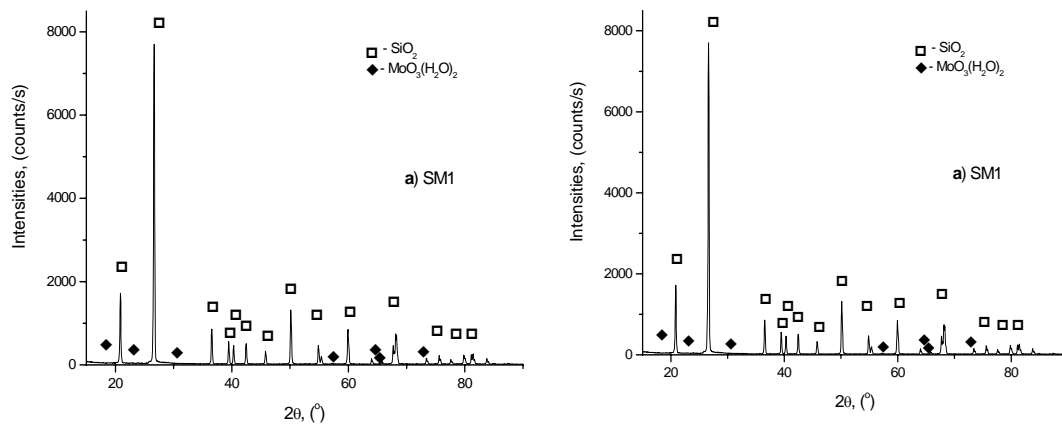 8000
6000
4000
2000
0
Intensities, (counts/s)
□ - SiO₂
◆ - MoO₃(H₂O)₂
a) SM1
20 40 60 80
2θ, (°)
8000
6000
4000
2000
0
Intensities, (counts/s)
□ - SiO₂
◆ - MoO₃(H₂O)₂
a) SM1
20 40 60 80
2θ, (°)